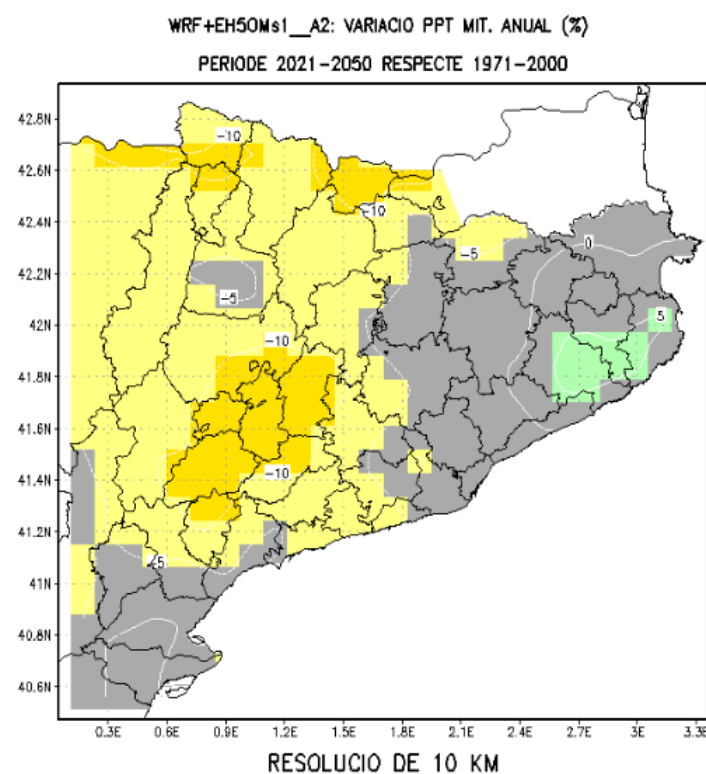 WRF+EH5OMs1__A2: VARIACIO PPT MIT. ANUAL (%)
PERIODE 2021-2050 RESPECTE 1971-2000
42.8N
42.6N
42.4N
42.2N
42N
41.8N
41.6N
41.4N
41.2N
41N
40.8N
40.6N
-10
-10
0
-5
-5
5
-10
-10
-5
0.3E 0.6E 0.9E 1.2E 1.5E 1.8E 2.1E 2.4E 2.7E 3E 3.3E
RESOLUCIO DE 10 KM